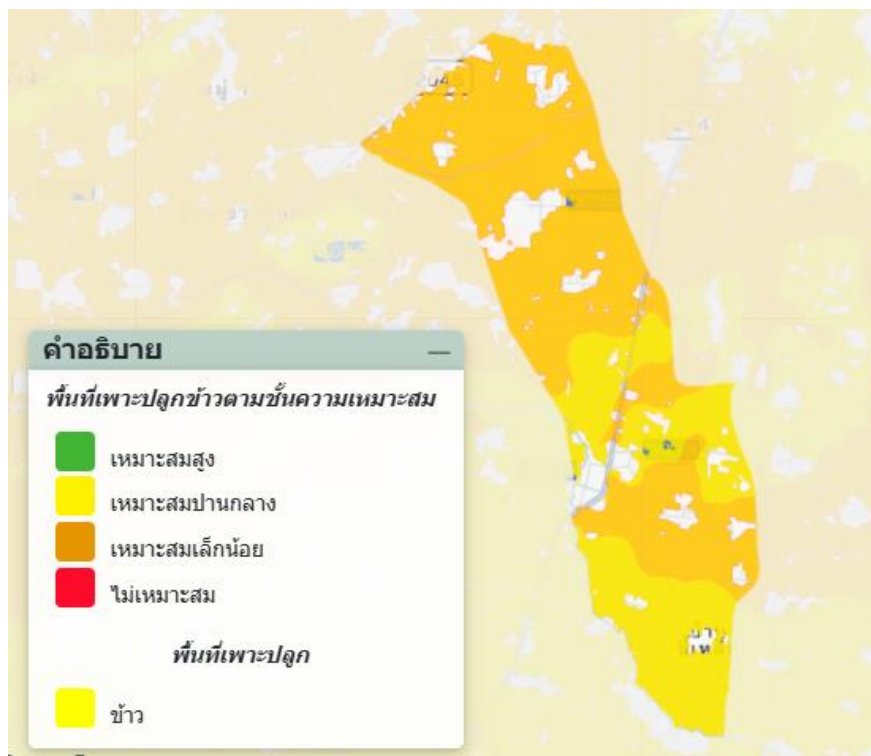 คำอธิบาย
พื้นที่เพาะปลูกข้าวตามชั้นความเหมาะสม
เหมาะสมสูง
เหมาะสมปานกลาง
เหมาะสมเล็กน้อย
ไม่เหมาะสม
พื้นที่เพาะปลูก
ข้าว